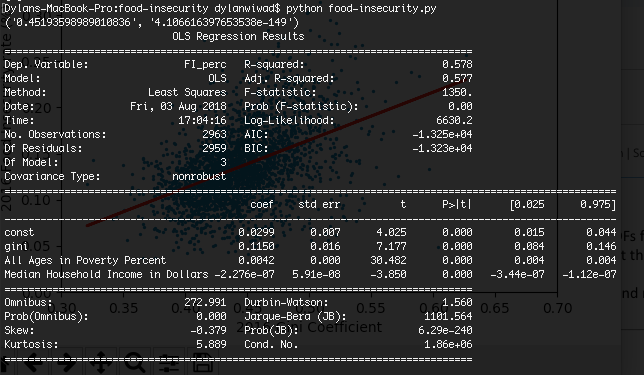 Dylans-MacBook-Pro:food-insecurity dylanwiwad$ python food-insecurity.py
('0.45193598989010836', '4.106616397653538e-149')
OLS Regression Results
Dep. Variable: FI_perc R-squared: 0.578
Model: OLS Adj. R-squared: 0.577
Method: Least Squares F-statistic: 1350.
Date: Fri, 03 Aug 2018 Prob (F-statistic): 0.00
Time: 17:04:16 Log-Likelihood: 6630.2
No. Observations: 2963 AIC: -1.325e+04
Df Residuals: 2959 BIC: -1.323e+04
Df Model: 3
Covariance Type: nonrobust
coef std err t P>|t| [0.025 0.975]
const 0.0299 0.007 4.025 0.000 0.015 0.044
gini 0.1150 0.016 7.177 0.000 0.084 0.146
All Ages in Poverty Percent 0.0042 0.000 30.482 0.000 0.004 0.004
Median Household Income in Dollars -2.276e-07 5.91e-08 -3.850 0.000 -3.44e-07 -1.12e-07
Omnibus: 272.991 Durbin-Watson: 1.560
Prob(Omnibus): 0.000 Jarque-Bera (JB): 1101.564
Skew: -0.379 Prob(JB): 6.29e-240
Kurtosis: 5.889 Cond. No. 1.86e+06
0.20
0.10
0.05
0.30 0.35 0.40 0.45 0.50 0.55 0.60 0.65 0.70
Coefficient